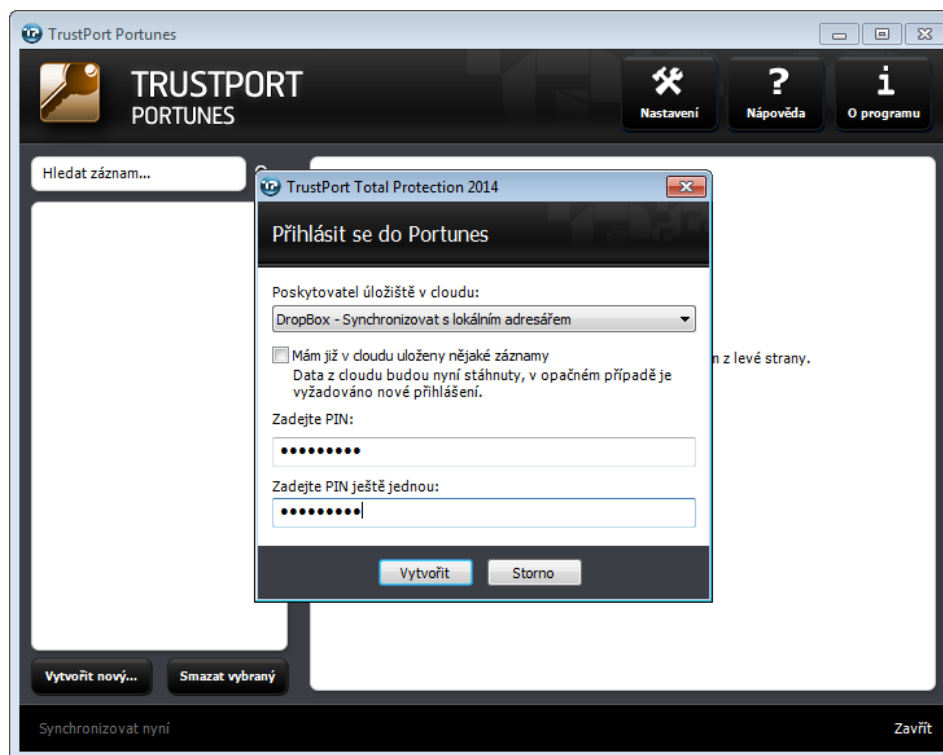 TrustPort Portunes
TRUSTPORT
PORTUNES
Nastavení
Nápověda
O programu
Hledat záznam...
TrustPort Total Protection 2014
Přihlásit se do Portunes
Poskytovatel úložiště v cloudu:
DropBox - Synchronizovat s lokálním adresářem
Mám již v cloudu uloženy nějaké záznamy
Data z cloudu budou nyní stáhnuty, v opačném případě je
vyžadováno nové přihlášení.
z levé strany.
Zadejte PIN:
•••••••••
Zadejte PIN ještě jednou:
•••••••••
Vytvořit
Storno
Vytvořit nový...
Smazat vybraný
Synchronizovat nyní
Zavřít